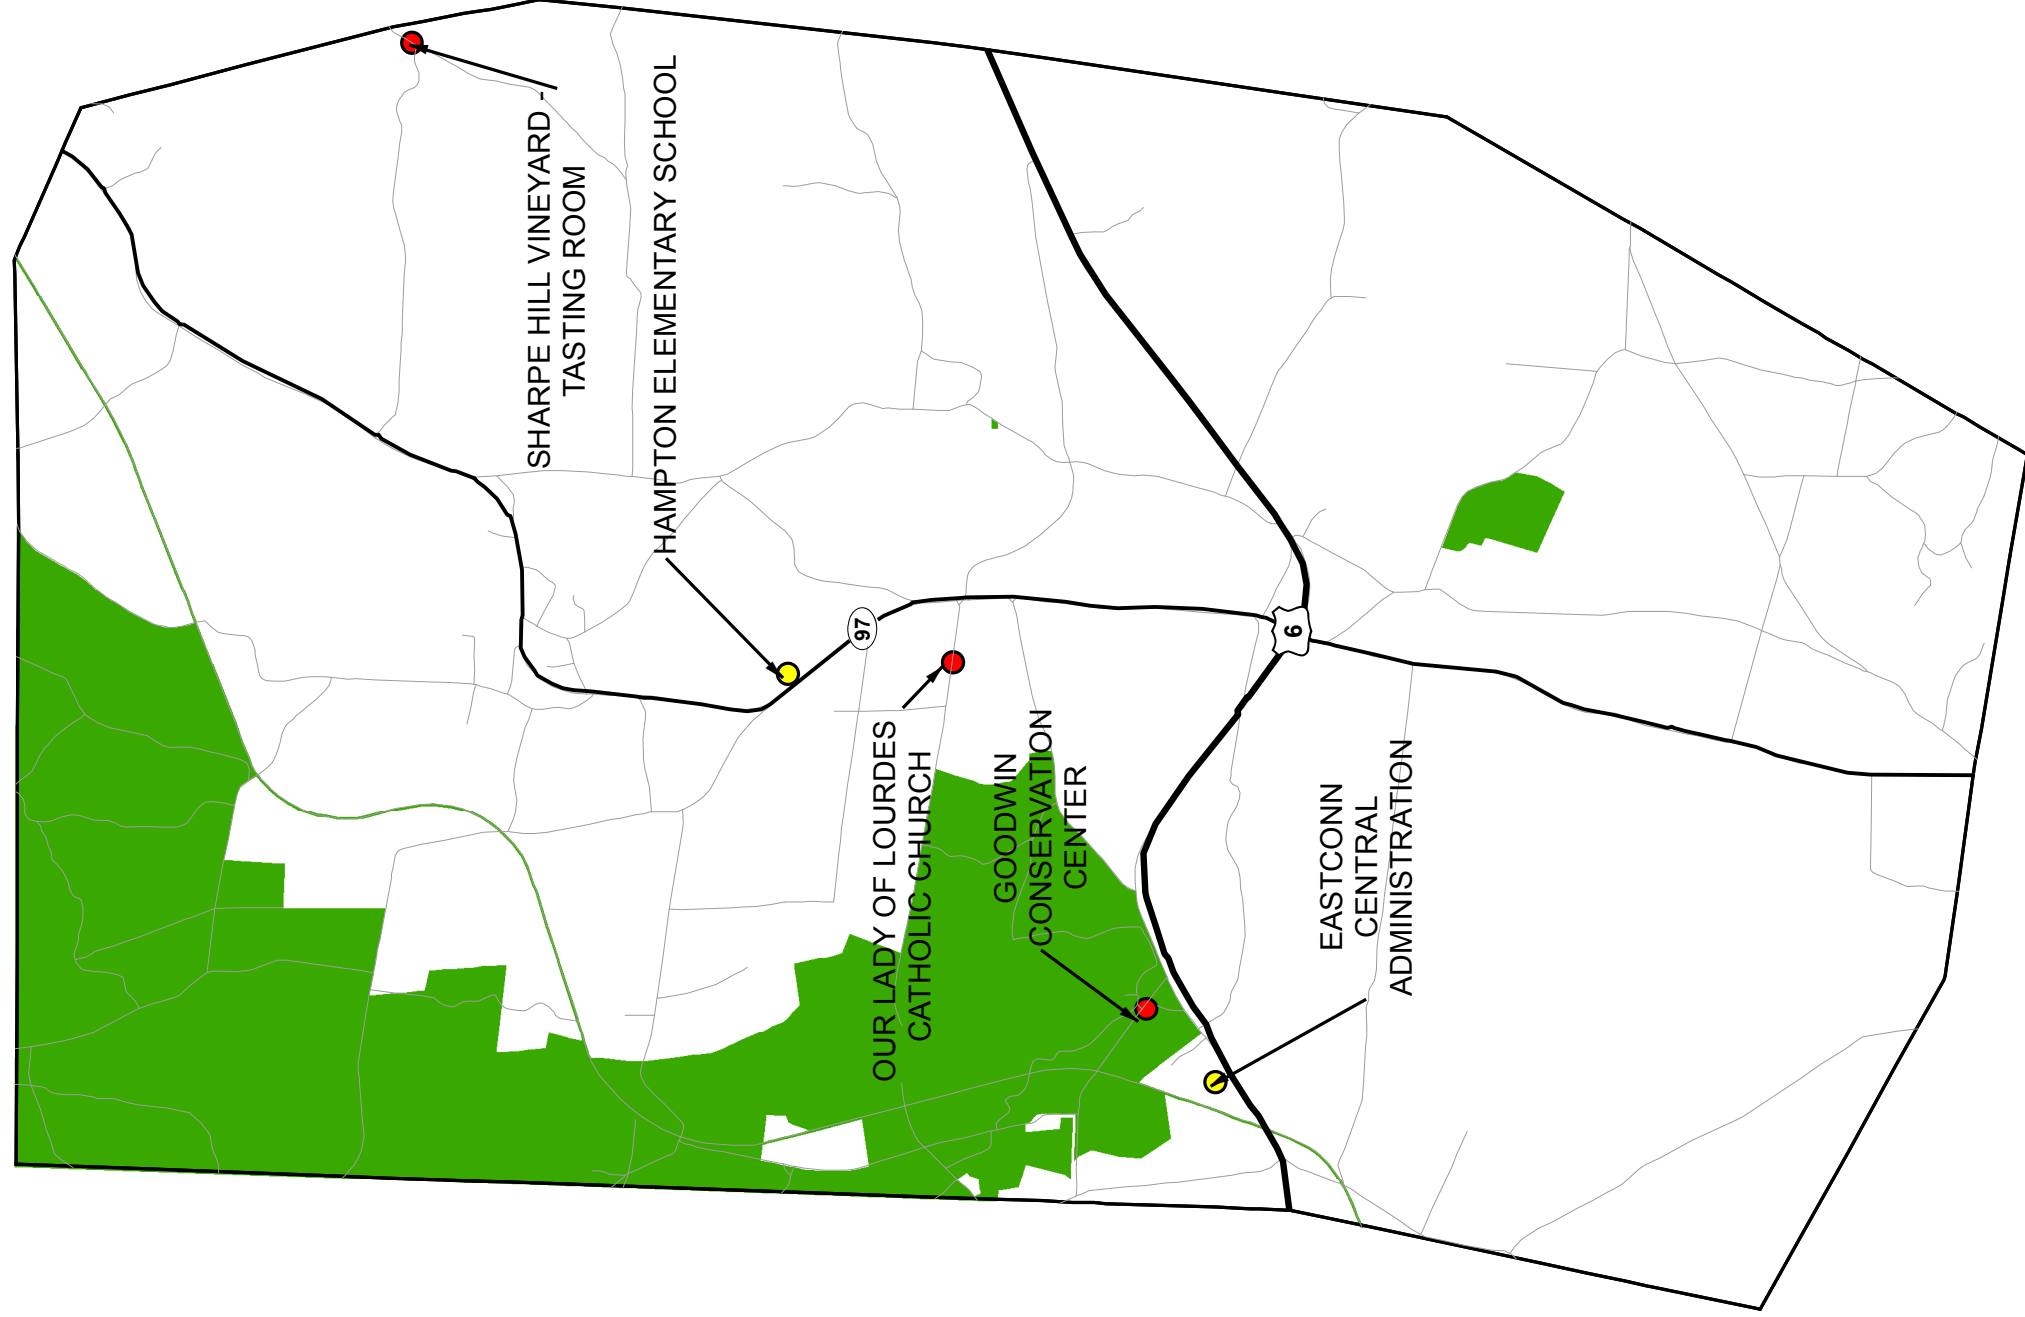 SHARPE HILL VINEYARD -
TASTING ROOM
HAMPTON ELEMENTARY SCHOOL
97
OUR LADY OF LOURDES
CATHOLIC CHURCH
GOODWIN
CONSERVATION
CENTER
6
EASTCONN
CENTRAL
ADMINISTRATION